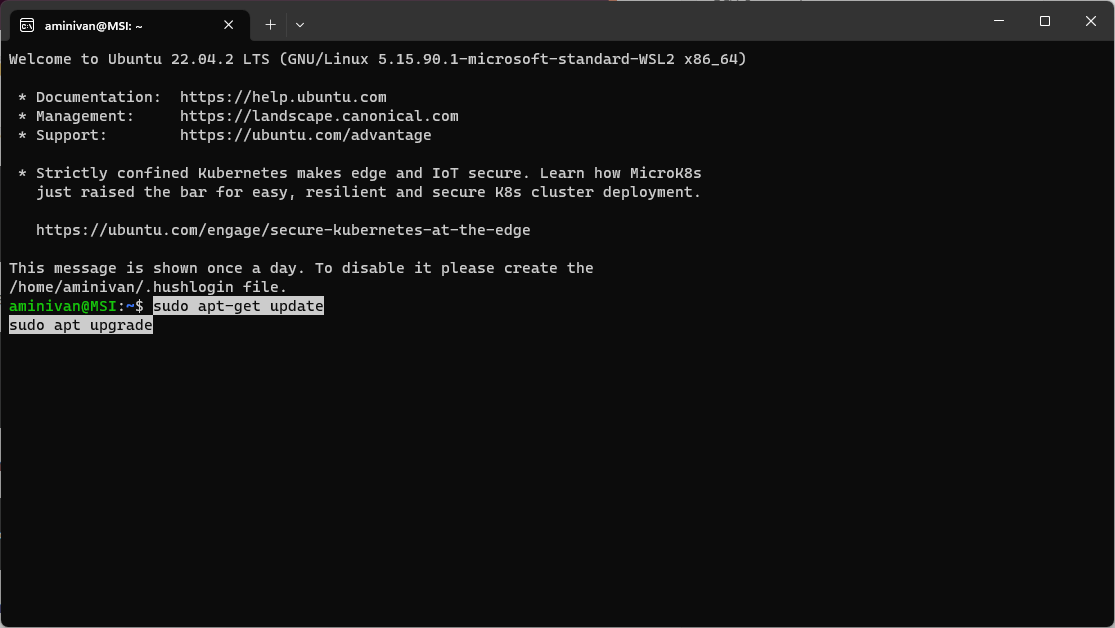 aminivan@MSI: ~
Welcome to Ubuntu 22.04.2 LTS (GNU/Linux 5.15.90.1-microsoft-standard-WSL2 x86_64)
* Documentation:  https://help.ubuntu.com
* Management:     https://landscape.canonical.com
* Support:        https://ubuntu.com/advantage
* Strictly confined Kubernetes makes edge and IoT secure. Learn how MicroK8s
just raised the bar for easy, resilient and secure K8s cluster deployment.
https://ubuntu.com/engage/secure-kubernetes-at-the-edge
This message is shown once a day. To disable it please create the
/home/aminivan/.hushlogin file.
aminivan@MSI:~$ sudo apt-get update
sudo apt upgrade